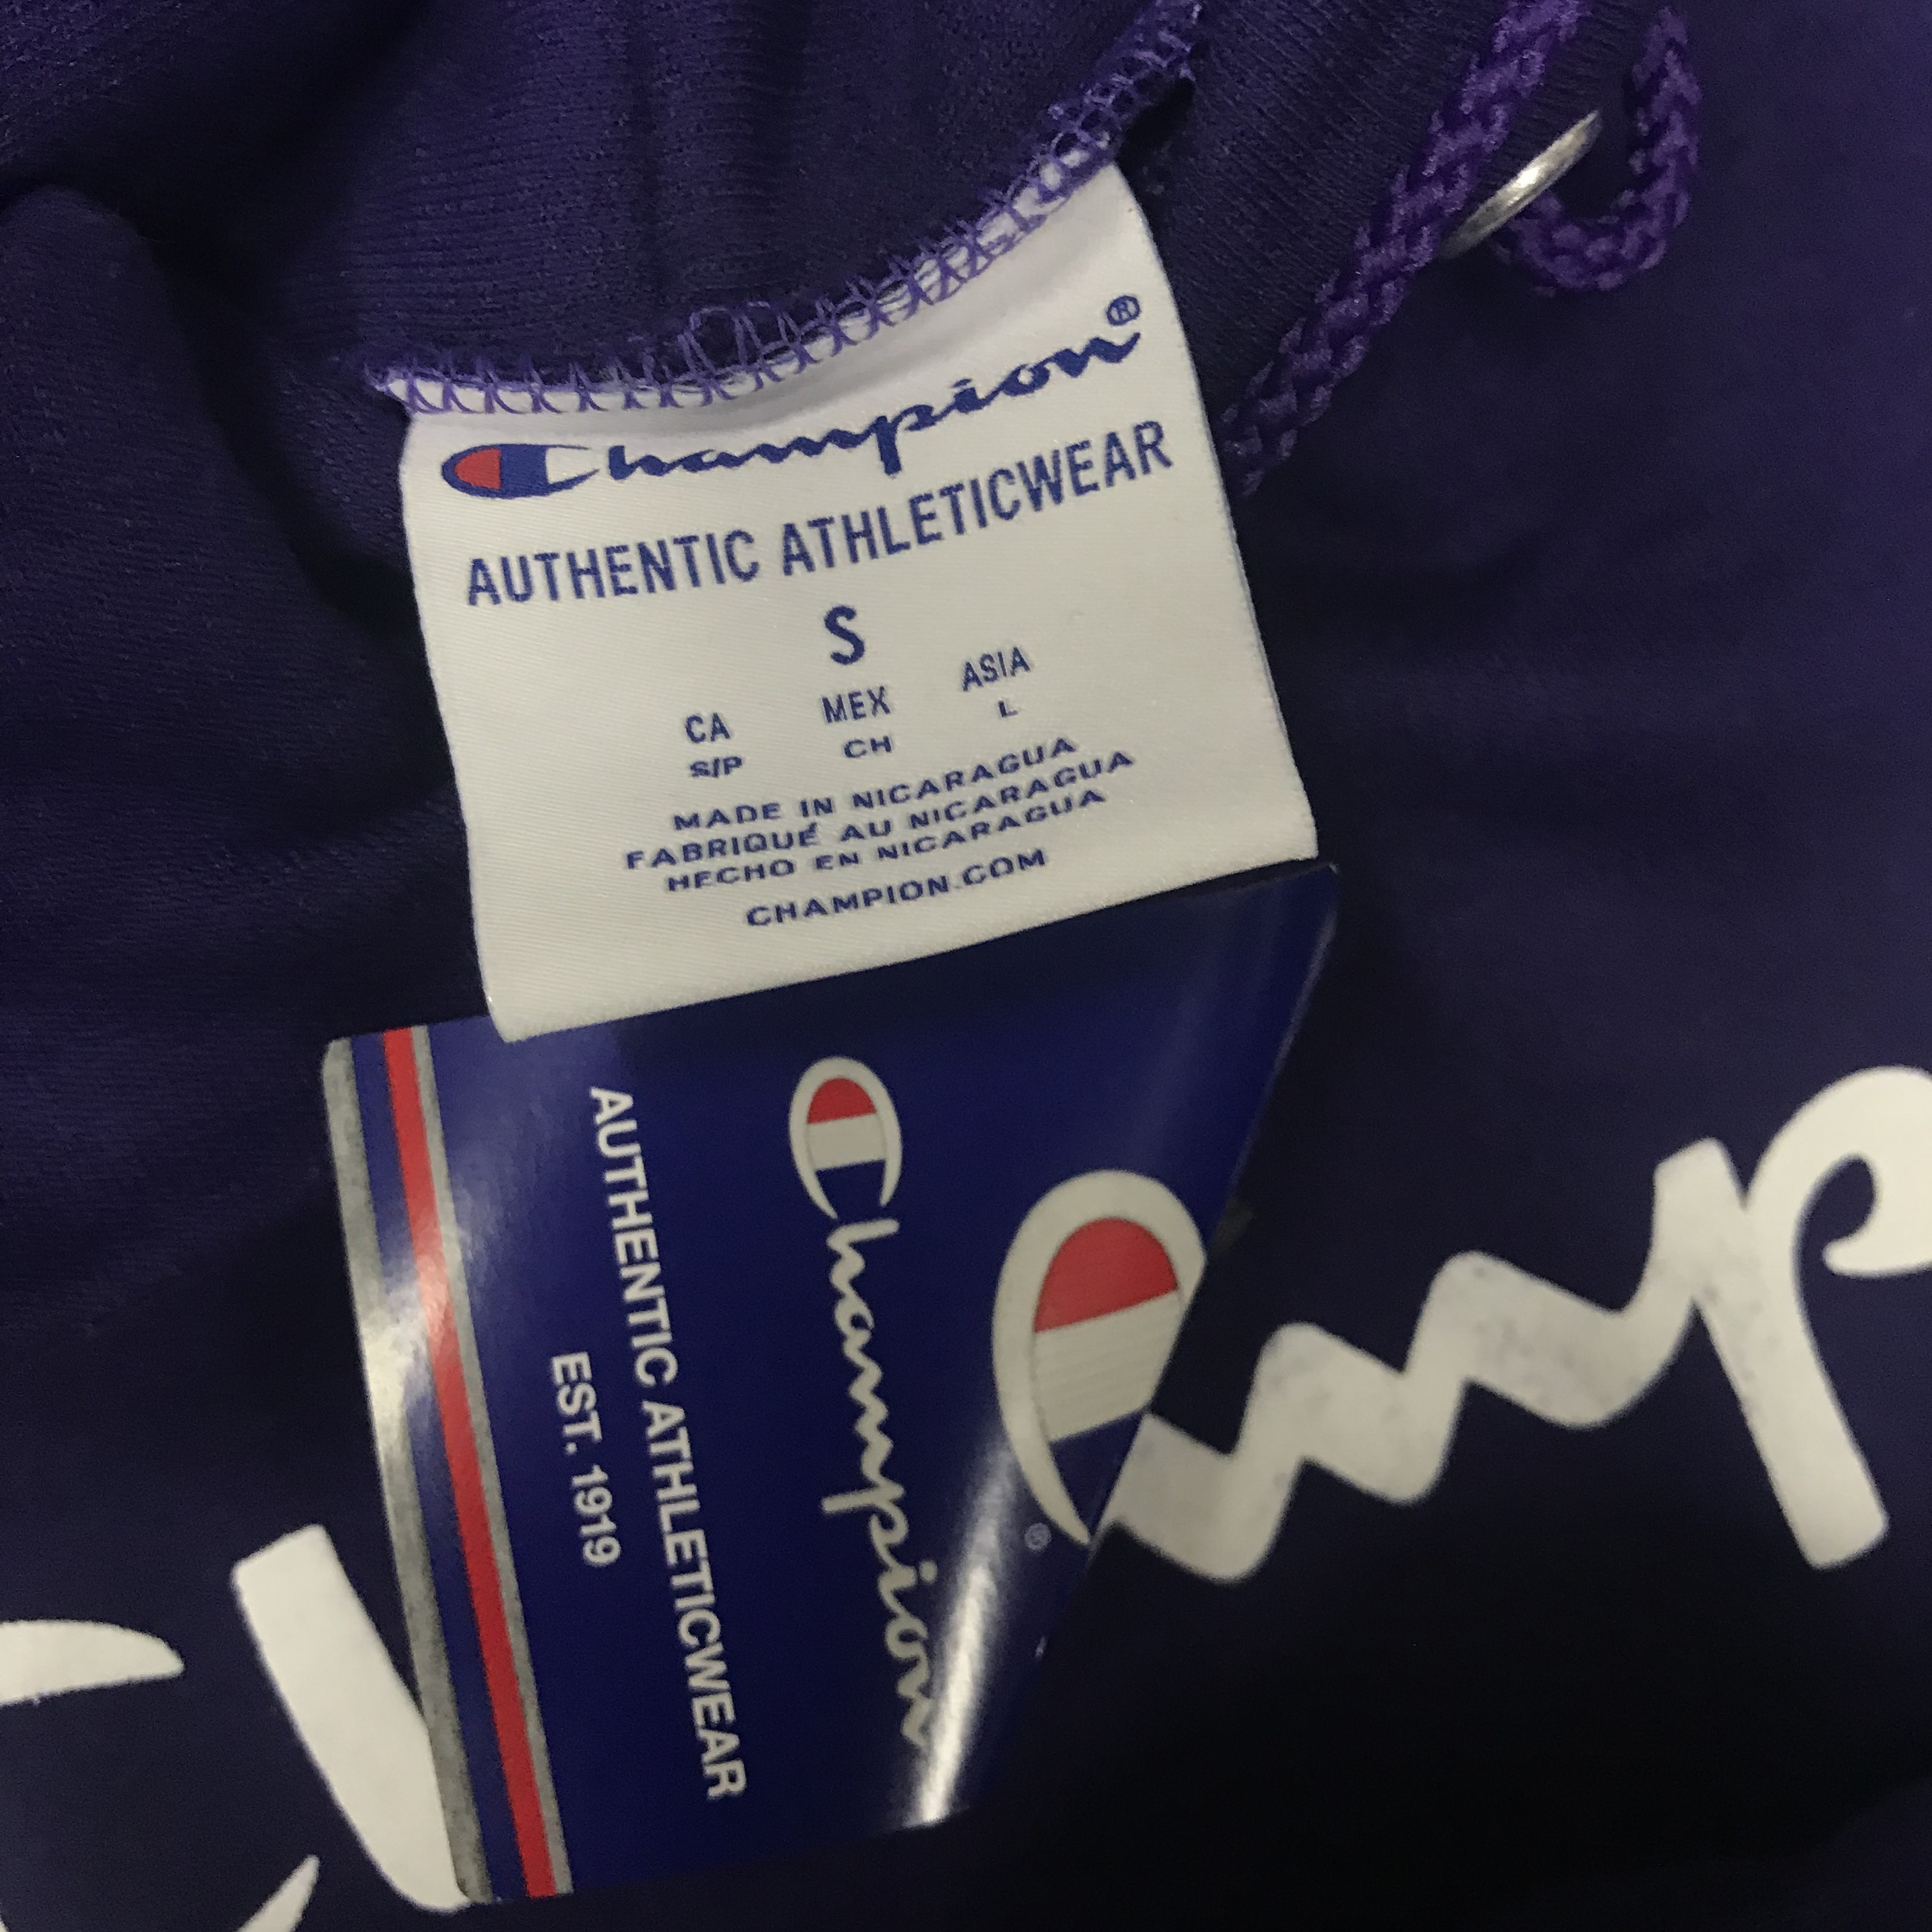 Champion®
AUTHENTIC ATHLETICWEAR
S
CA MEX ASIA
S/P CH L
MADE IN NICARAGUA
FABRIQUÉ AU NICARAGUA
HECHO EN NICARAGUA
CHAMPION.COM
®
Champion
AUTHENTIC ATHLETICWEAR
EST. 1919